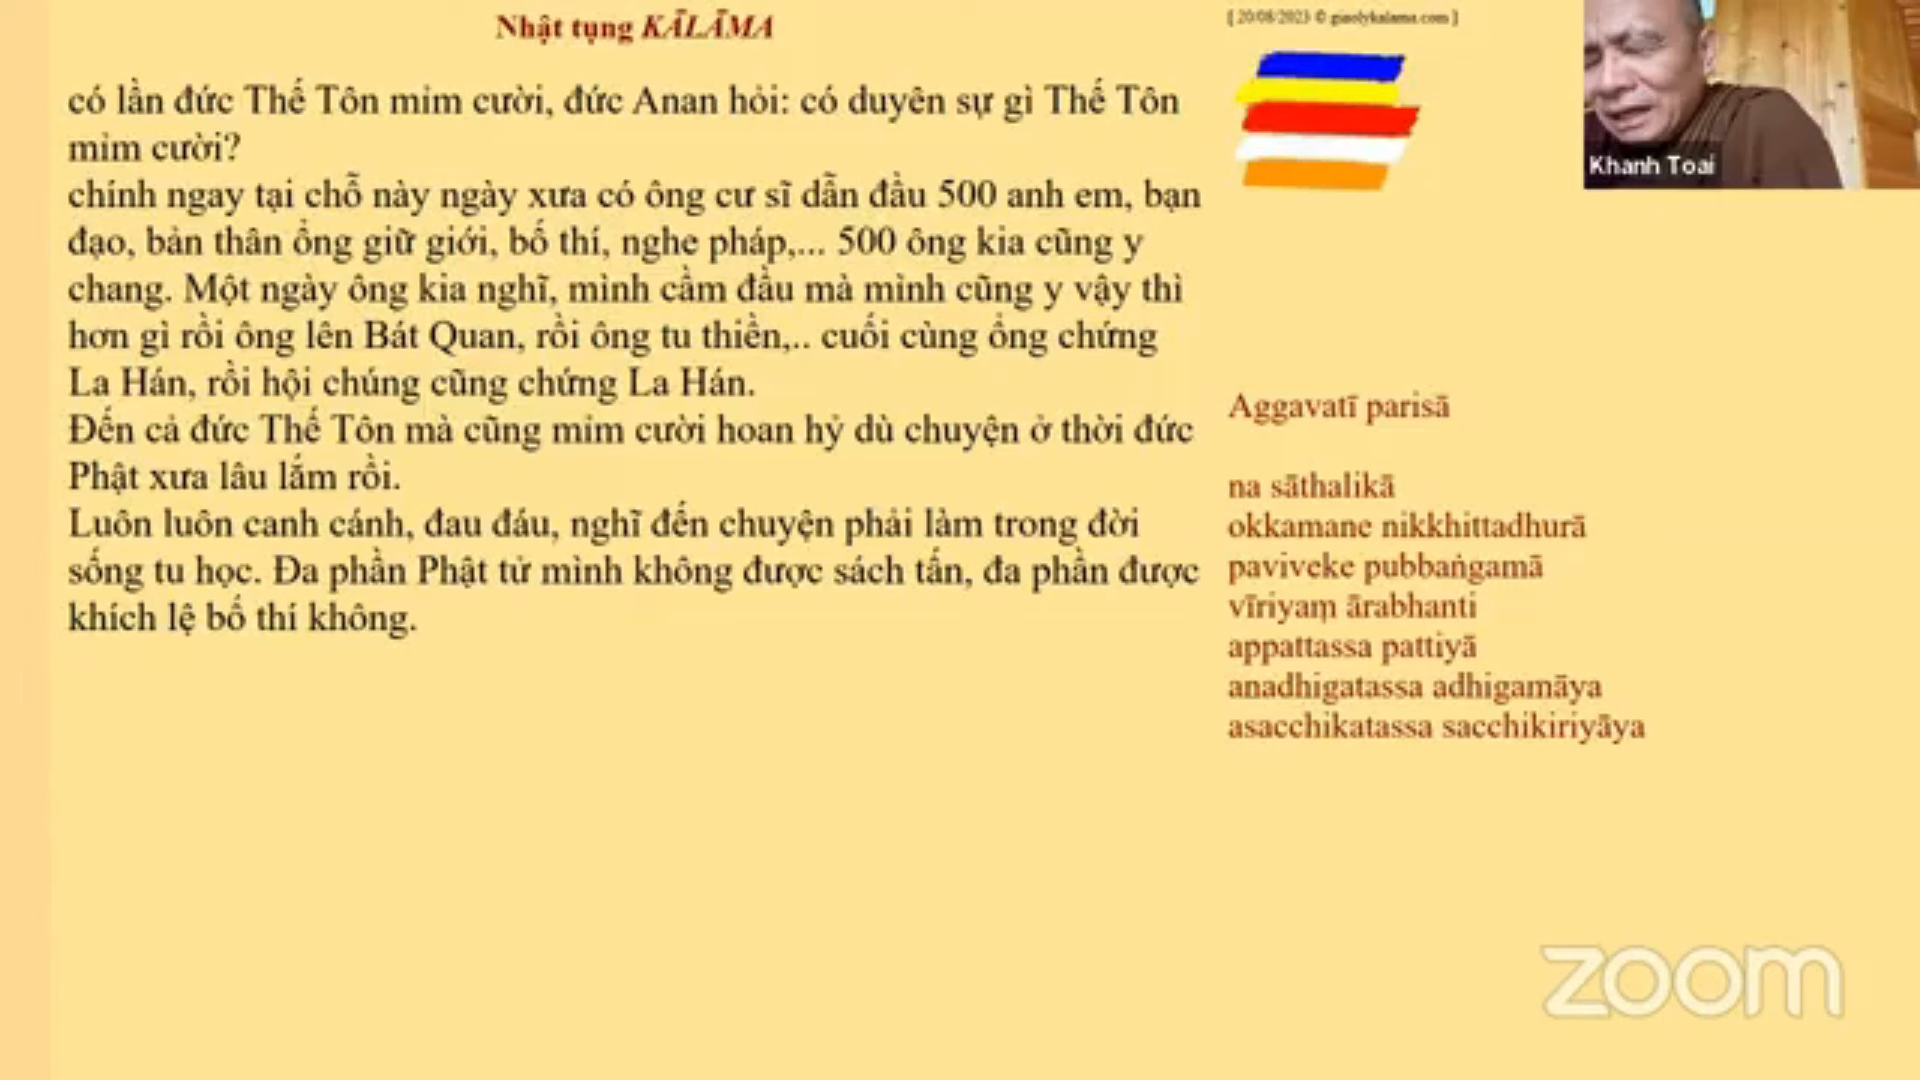 Nhật tụng KĀLĀMA
[ 20/08/2023 © giaolykalama.com ]
có lần đức Thế Tôn mỉm cười, đức Anan hỏi: có duyên sự gì Thế Tôn
mỉm cười?
chính ngay tại chỗ này ngày xưa có ông cư sĩ dẫn đầu 500 anh em, bạn
đạo, bản thân ổng giữ giới, bố thí, nghe pháp,... 500 ông kia cũng y
chang. Một ngày ông kia nghĩ, mình cầm đầu mà mình cũng y vậy thì
hơn gì rồi ông lên Bát Quan, rồi ông tu thiền,.. cuối cùng ổng chứng
La Hán, rồi hội chúng cũng chứng La Hán.
Đến cả đức Thế Tôn mà cũng mỉm cười hoan hỷ dù chuyện ở thời đức
Phật xưa lâu lắm rồi.
Luôn luôn canh cánh, đau đáu, nghĩ đến chuyện phải làm trong đời
sống tu học. Đa phần Phật tử mình không được sách tấn, đa phần được
khích lệ bố thí không.
Khanh Toai
Aggavatī parisā
na sāthalikā
okkamane nikkhittadhurā
paviveke pubbaṅgamā
vīriyaṃ ārabhanti
appattassa pattiyā
anadhigatassa adhigamāya
asacchikatassa sacchikiriyāya
zoom